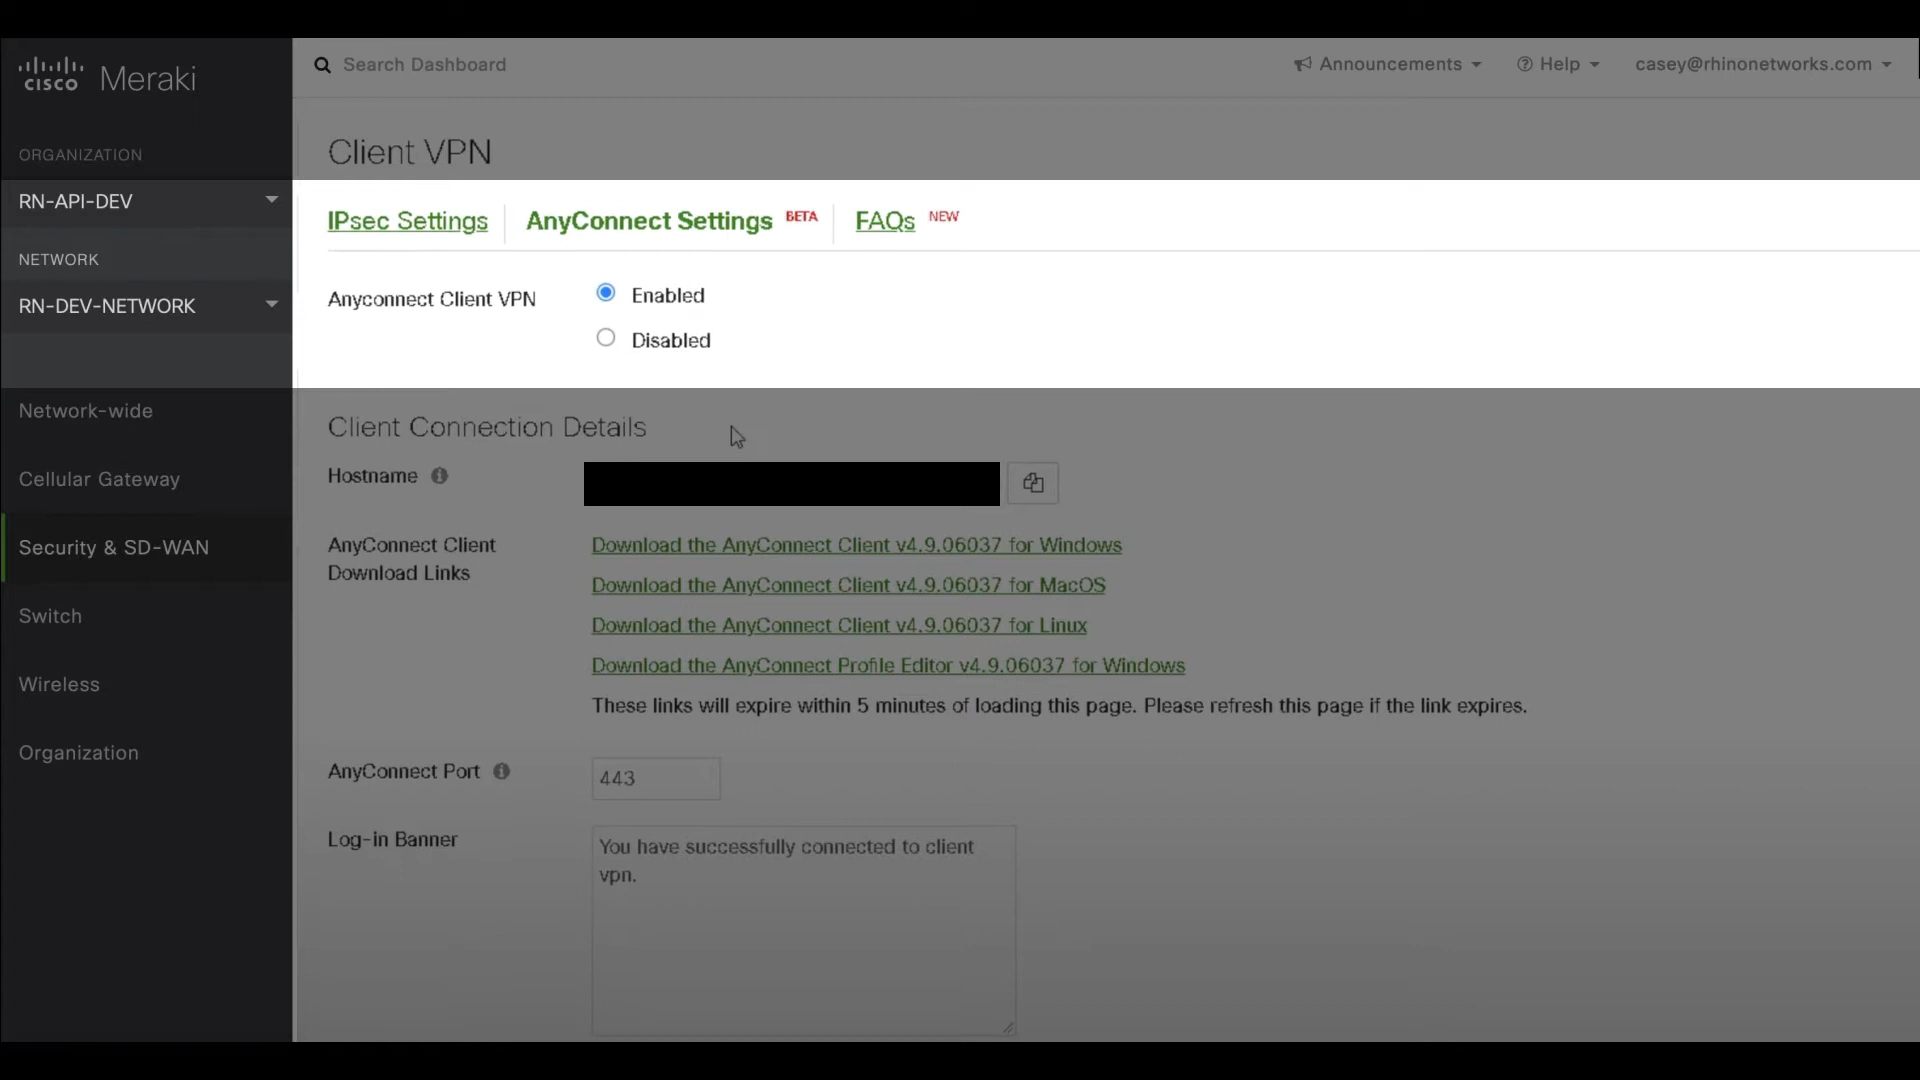 cisco Meraki
Search Dashboard
Announcements
Help
casey@rhinonetworks.com
ORGANIZATION
RN-API-DEV
NETWORK
RN-DEV-NETWORK
Network-wide
Cellular Gateway
Security & SD-WAN
Switch
Wireless
Organization
Client VPN
IPsec Settings
AnyConnect Settings BETA
FAQs NEW
Anyconnect Client VPN
Enabled
Disabled
Client Connection Details
Hostname
AnyConnect Client
Download Links
Download the AnyConnect Client v4.9.06037 for Windows
Download the AnyConnect Client v4.9.06037 for MacOS
Download the AnyConnect Client v4.9.06037 for Linux
Download the AnyConnect Profile Editor v4.9.06037 for Windows
These links will expire within 5 minutes of loading this page. Please refresh this page if the link expires.
AnyConnect Port
443
Log-in Banner
You have successfully connected to client
vpn.